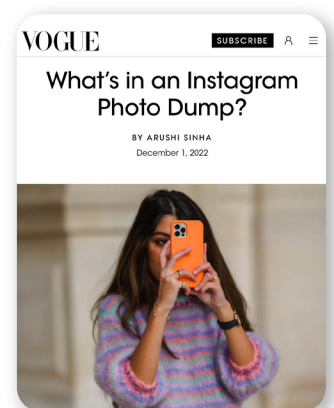 VOGUE
SUBSCRIBE
What's in an Instagram
Photo Dump?
BY ARUSHI SINHA
December 1, 2022